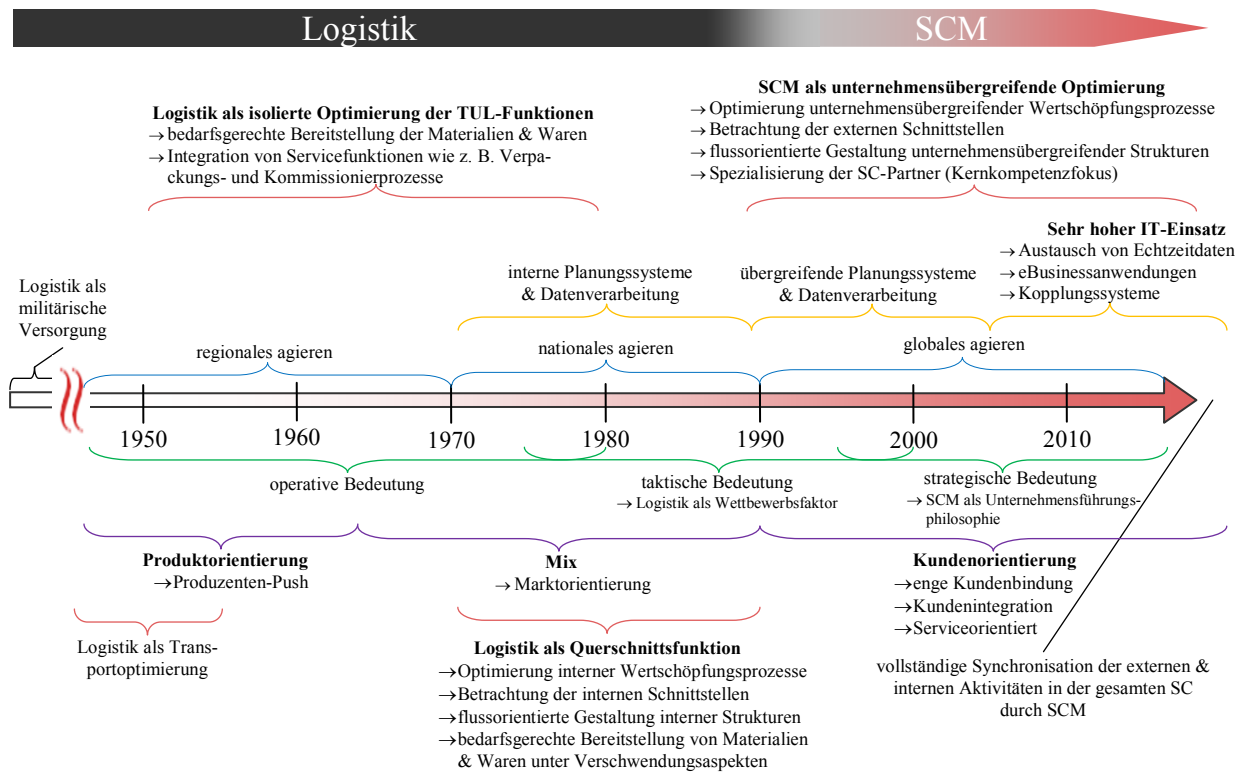 Logistik
SCM
Logistik als isolierte Optimierung der TUL-Funktionen
→ bedarfsgerechte Bereitstellung der Materialien & Waren
→ Integration von Servicefunktionen wie z. B. Verpa-
ckungs- und Kommissionierprozesse
SCM als unternehmensübergreifende Optimierung
→ Optimierung unternehmensübergreifender Wertschöpfungsprozesse
→ Betrachtung der externen Schnittstellen
→ flussorientierte Gestaltung unternehmensübergreifender Strukturen
→ Spezialisierung der SC-Partner (Kernkompetenzfokus)
Sehr hoher IT-Einsatz
→ Austausch von Echtzeitdaten
→ eBusinessanwendungen
→ Kopplungssysteme
interne Planungssysteme
& Datenverarbeitung
übergreifende Planungssysteme
& Datenverarbeitung
Logistik als
militärische
Versorgung
regionales agieren
nationales agieren
globales agieren
1950
1960
1970
1980
1990
2000
2010
operative Bedeutung
taktische Bedeutung
→ Logistik als Wettbewerbsfaktor
strategische Bedeutung
→ SCM als Unternehmensführungs-
philosophie
Produktorientierung
→Produzenten-Push
Mix
→ Marktorientierung
Kundenorientierung
→enge Kundenbindung
→Kundenintegration
→Serviceorientiert
Logistik als Trans-
portoptimierung
Logistik als Querschnittsfunktion
→Optimierung interner Wertschöpfungsprozesse
→Betrachtung der internen Schnittstellen
→flussorientierte Gestaltung interner Strukturen
→bedarfsgerechte Bereitstellung von Materialien
& Waren unter Verschwendungsaspekten
vollständige Synchronisation der externen &
internen Aktivitäten in der gesamten SC
durch SCM